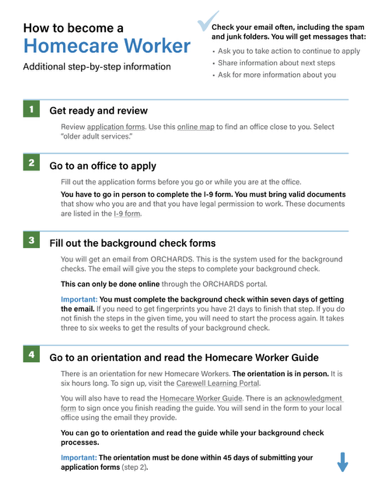 How to become a
Homecare Worker
Additional step-by-step information
Check your email often, including the spam
and junk folders. You will get messages that:
• Ask you to take action to continue to apply
• Share information about next steps
• Ask for more information about you
1 Get ready and review
Review application forms. Use this online map to find an office close to you. Select
"older adult services."
2 Go to an office to apply
Fill out the application forms before you go or while you are at the office.
You have to go in person to complete the I-9 form. You must bring valid documents
that show who you are and that you have legal permission to work. These documents
are listed in the I-9 form.
3 Fill out the background check forms
You will get an email from ORCHARDS. This is the system used for the background
checks. The email will give you the steps to complete your background check.
This can only be done online through the ORCHARDS portal.
Important: You must complete the background check within seven days of getting
the email. If you need to get fingerprints you have 21 days to finish that step. If you do
not finish the steps in the given time, you will need to start the process again. It takes
three to six weeks to get the results of your background check.
4 Go to an orientation and read the Homecare Worker Guide
There is an orientation for new Homecare Workers. The orientation is in person. It is
six hours long. To sign up, visit the Carewell Learning Portal.
You will also have to read the Homecare Worker Guide. There is an acknowledgment
form to sign once you finish reading the guide. You will send in the form to your local
office using the email they provide.
You can go to orientation and read the guide while your background check
processes.
Important: The orientation must be done within 45 days of submitting your
application forms (step 2).